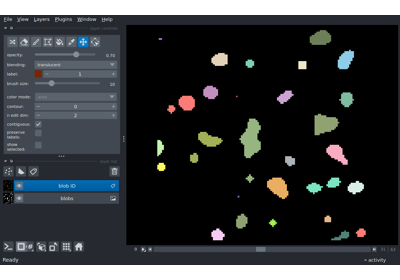 File View Layers Plugins Window Help
opacity: 0.70
blending: translucent
label: 1
brush size: 10
color mode:
contour: 0
n edit dim: 2
contiguous:
preserve
labels:
show
selected:
blob ID
blobs
Ready
activity